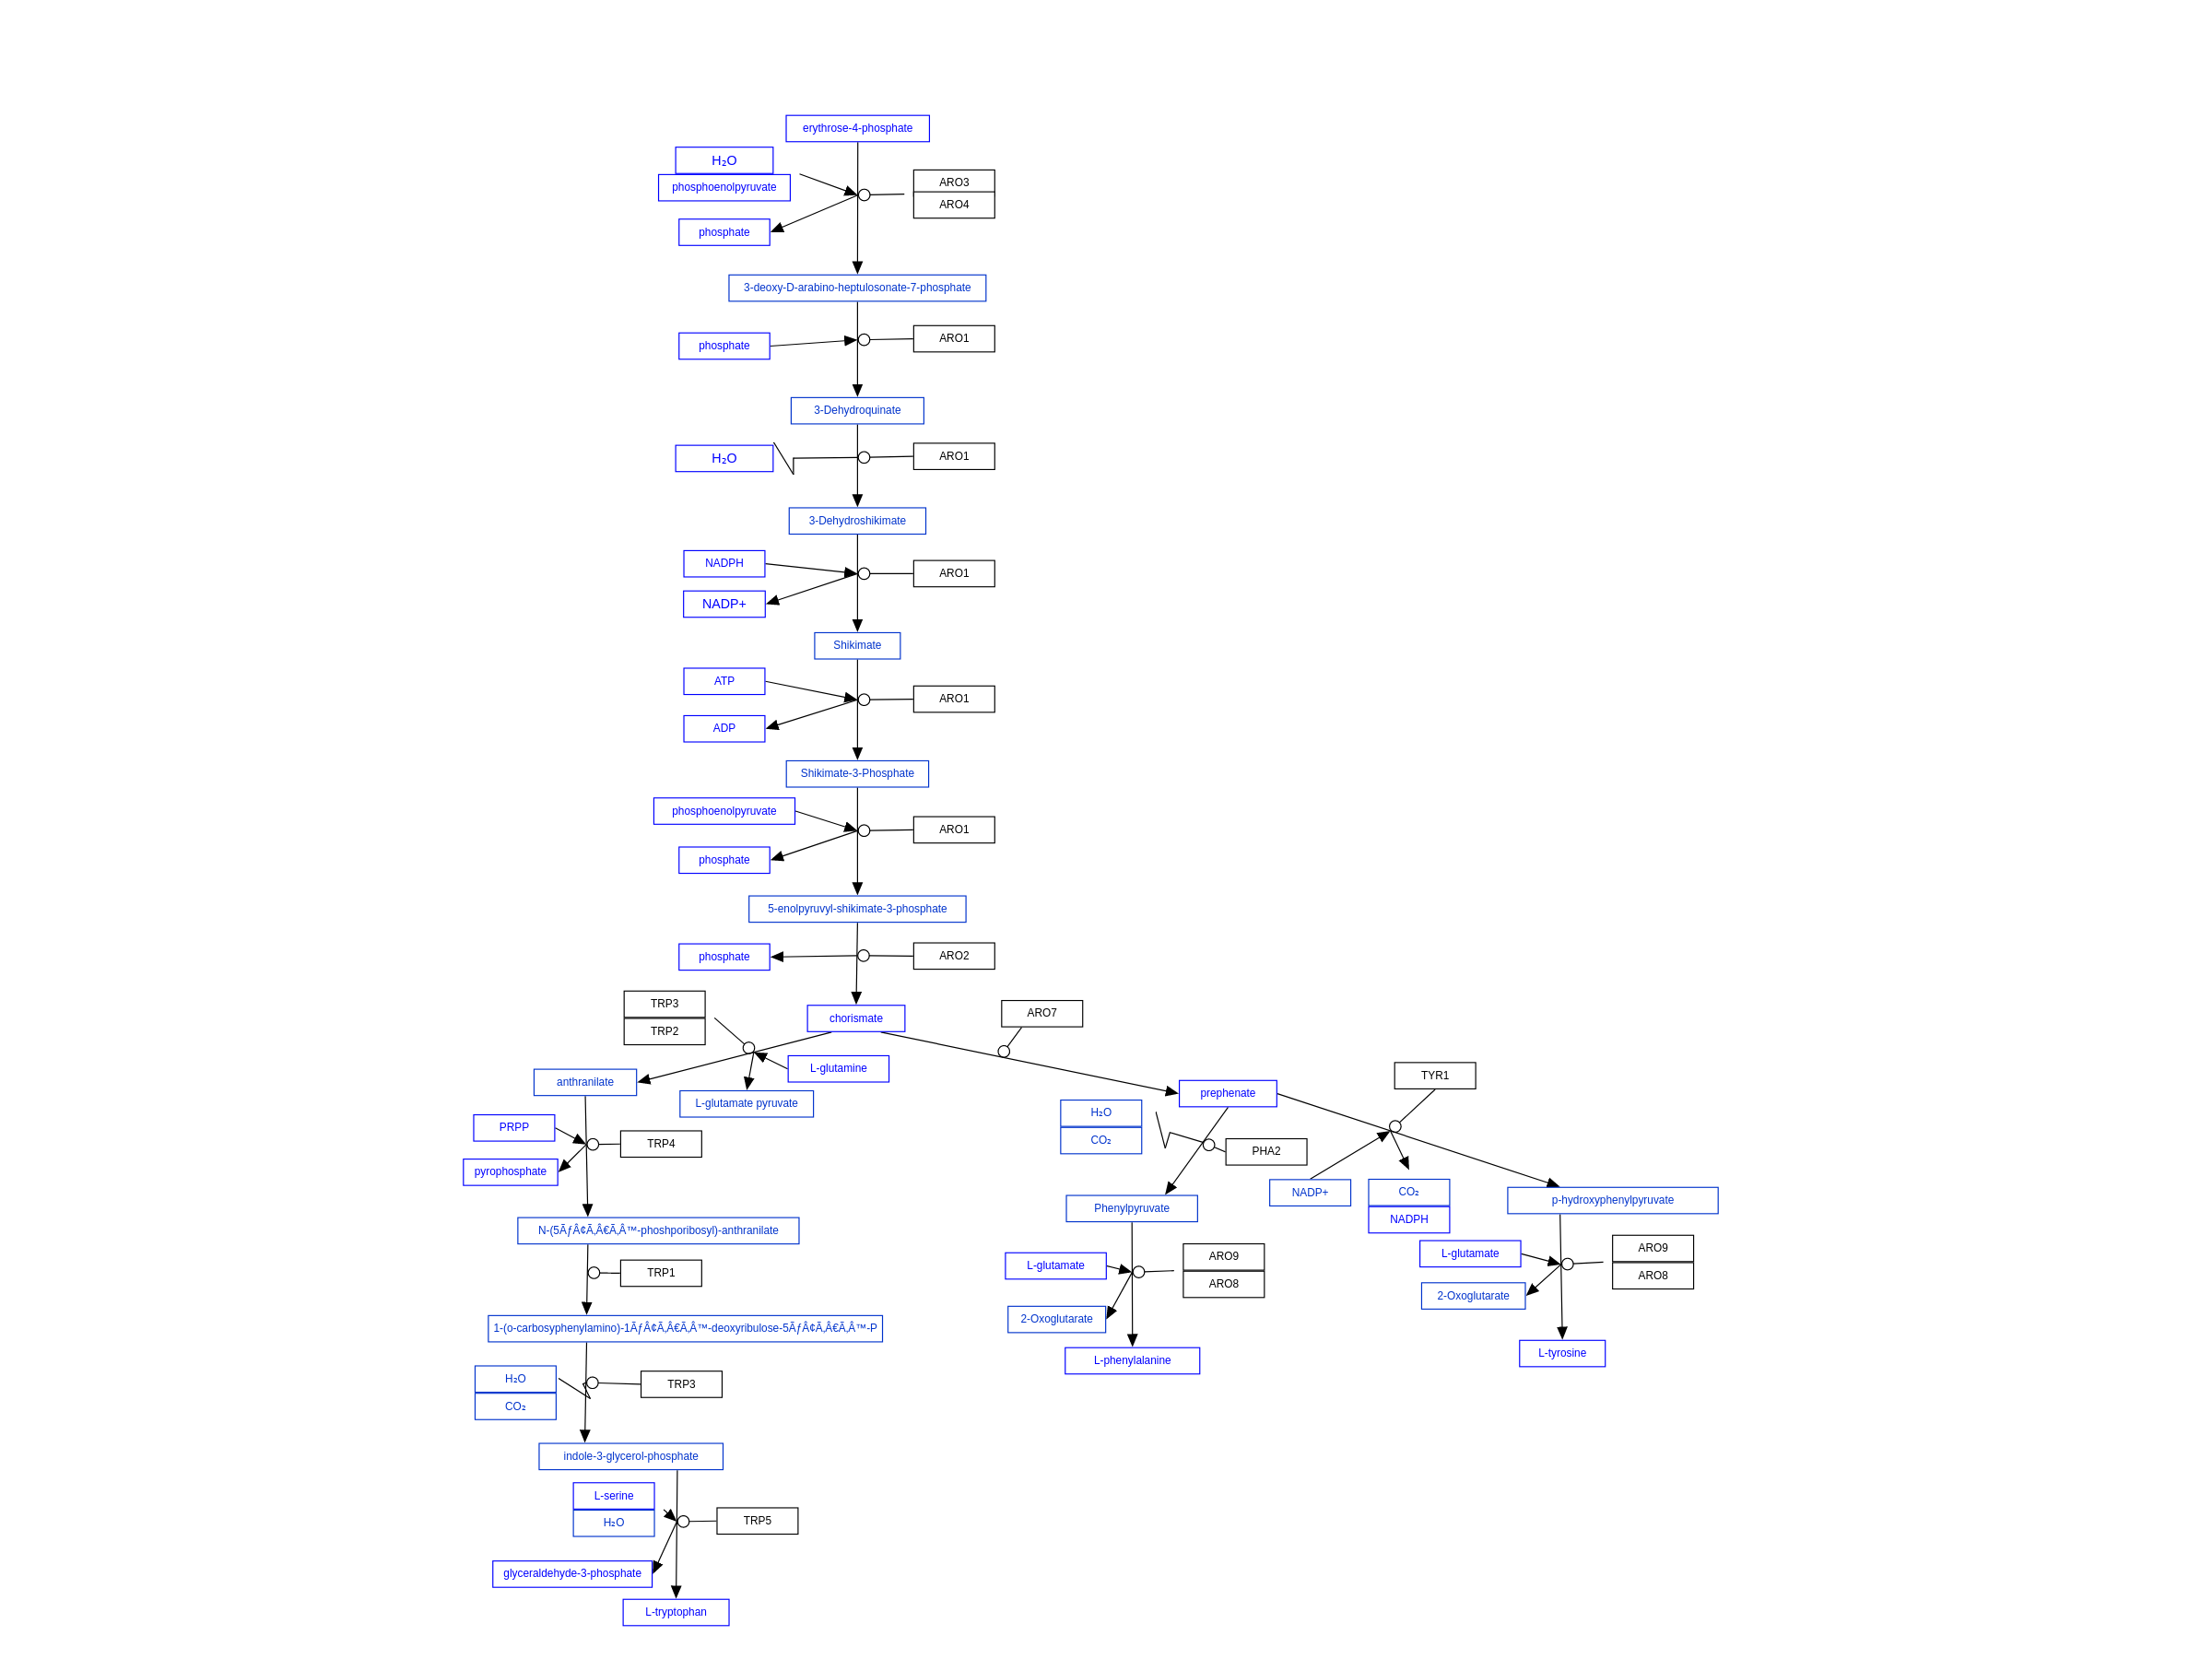 erythrose-4-phosphate
H₂O
phosphoenolpyruvate
ARO3
ARO4
phosphate
3-deoxy-D-arabino-heptulosonate-7-phosphate
phosphate
ARO1
3-Dehydroquinate
H₂O
ARO1
3-Dehydroshikimate
NADPH
ARO1
NADP+
Shikimate
ATP
ARO1
ADP
Shikimate-3-Phosphate
phosphoenolpyruvate
ARO1
phosphate
5-enolpyruvyl-shikimate-3-phosphate
phosphate
ARO2
TRP3
TRP2
chorismate
ARO7
L-glutamine
anthranilate
L-glutamate pyruvate
TYR1
prephenate
H₂O
CO₂
PHA2
PRPP
TRP4
pyrophosphate
NADP+
CO₂
NADPH
p-hydroxyphenylpyruvate
Phenylpyruvate
N-(5Ãƒâ€šÃ‚Â€Ã‚Â™-phoshporibosyl)-anthranilate
L-glutamate
ARO9
ARO8
L-glutamate
ARO9
ARO8
TRP1
2-Oxoglutarate
2-Oxoglutarate
1-(o-carbosyphenylamino)-1ÃƒÂ¢Ã‚Â€Ã‚Â™-deoxyribulose-5ÃƒÂ¢Ã‚Â€Ã‚Â™-P
L-phenylalanine
L-tyrosine
H₂O
CO₂
TRP3
indole-3-glycerol-phosphate
L-serine
H₂O
TRP5
glyceraldehyde-3-phosphate
L-tryptophan